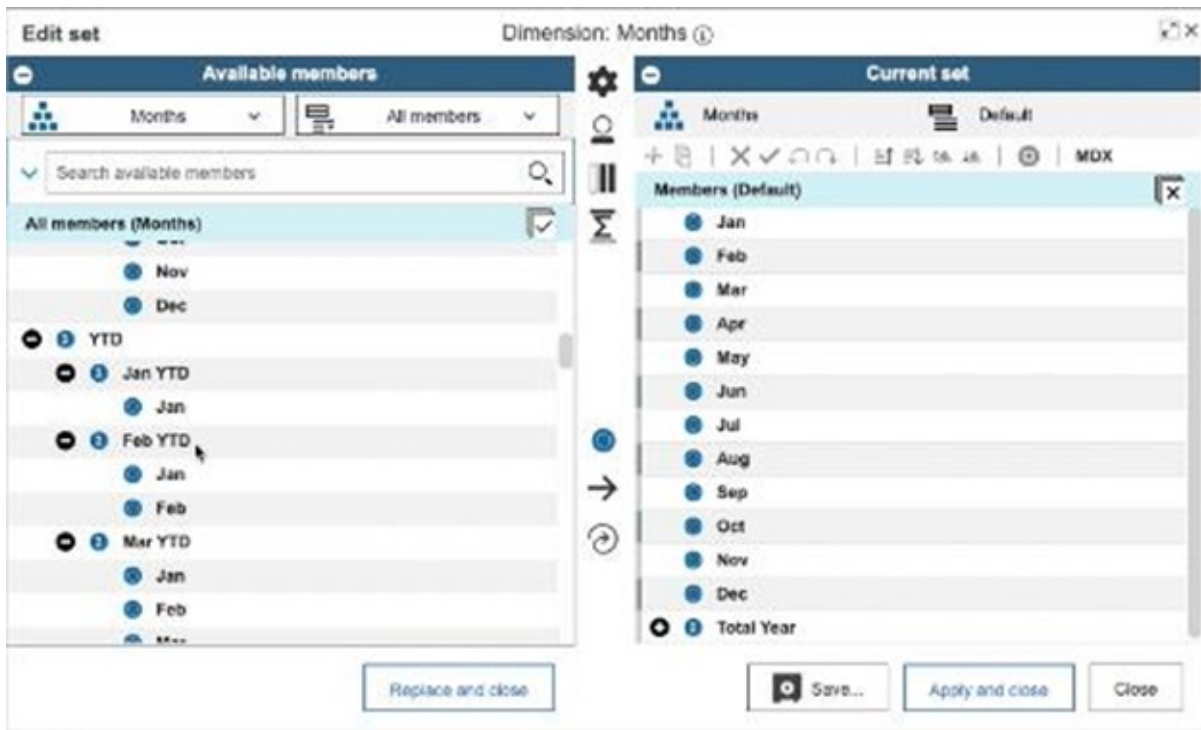 Edit set
Dimension: Months
Available members
Months
All members
Search available members
All members (Months)
Nov
Dec
YTD
Jan YTD
Jan
Feb YTD
Jan
Feb
Mar YTD
Jan
Feb
Mar
Replace and close
Current set
Months
Default
MDX
Members (Default)
Jan
Feb
Mar
Apr
May
Jun
Jul
Aug
Sep
Oct
Nov
Dec
Total Year
Save...
Apply and close
Close